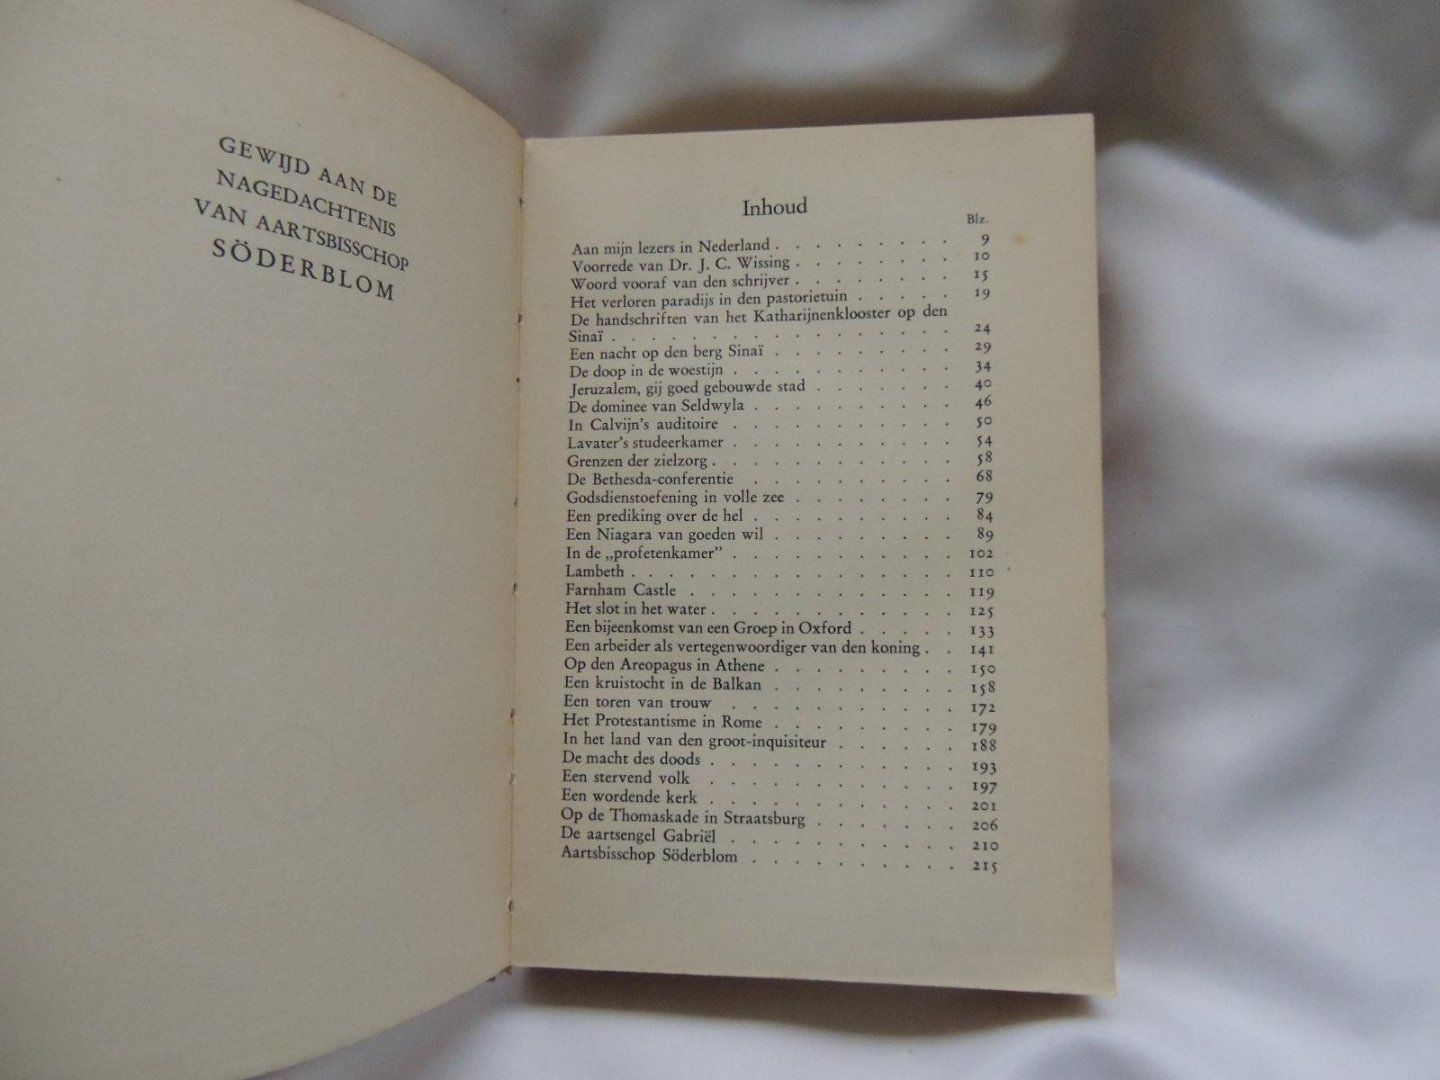 GEWIJD AAN DE
NAGEDACHTENIS
VAN AARTSBISSCHOP
SÖDERBLOM
Inhoud
Blz.
Aan mijn lezers in Nederland . . . . . . . . 9
Voorrede van Dr. J. C. Wissing . . . . . . . 10
Woord vooraf van den schrijver . . . . . . . 15
Het verloren paradijs in den pastorietuin . . . . . 19
De handschriften van het Katharijnenklooster op den
Sinaï . . . . . . . . . . . . . . . . 24
Een nacht op den berg Sinaï . . . . . . . . . 29
De doop in de woestijn . . . . . . . . . . . 34
Jeruzalem, gij goed gebouwde stad . . . . . . . 40
De dominee van Seldwyla . . . . . . . . . . 46
In Calvijn's auditoire . . . . . . . . . . . 50
Lavater's studeerkamer . . . . . . . . . . . 54
Grenzen der zielzorg . . . . . . . . . . . . 58
De Bethesda-conferentie . . . . . . . . . . 68
Godsdienstoefening in volle zee . . . . . . . . 79
Een prediking over de hel . . . . . . . . . . 84
Een Niagara van goeden wil . . . . . . . . . 89
In de „profetenkamer” . . . . . . . . . . . 102
Lambeth . . . . . . . . . . . . . . . 110
Farnham Castle . . . . . . . . . . . . . 119
Het slot in het water . . . . . . . . . . . . 125
Een bijeenkomst van een Groep in Oxford . . . . . 133
Een arbeider als vertegenwoordiger van den koning . . 141
Op den Areopagus in Athene . . . . . . . . . 150
Een kruistocht in de Balkan . . . . . . . . . 158
Een toren van trouw . . . . . . . . . . . 172
Het Protestantisme in Rome . . . . . . . . . 179
In het land van den groot-inquisiteur . . . . . . 188
De macht des doods . . . . . . . . . . . . 193
Een stervend volk . . . . . . . . . . . . 197
Een wordende kerk . . . . . . . . . . . . 201
Op de Thomaskade in Straatsburg . . . . . . . 206
De aartsengel Gabriël . . . . . . . . . . . 210
Aartsbisschop Söderblom . . . . . . . . . . 215